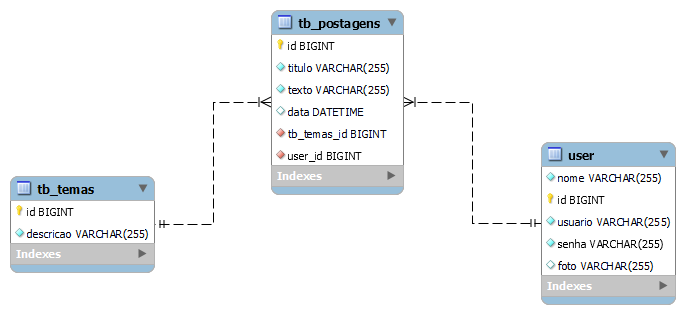 tb_postagens
id BIGINT
titulo VARCHAR(255)
texto VARCHAR(255)
data DATETIME
tb_temas_id BIGINT
user_id BIGINT
Indexes
tb_temas
id BIGINT
descricao VARCHAR(255)
Indexes
user
nome VARCHAR(255)
id BIGINT
usuario VARCHAR(255)
senha VARCHAR(255)
foto VARCHAR(255)
Indexes